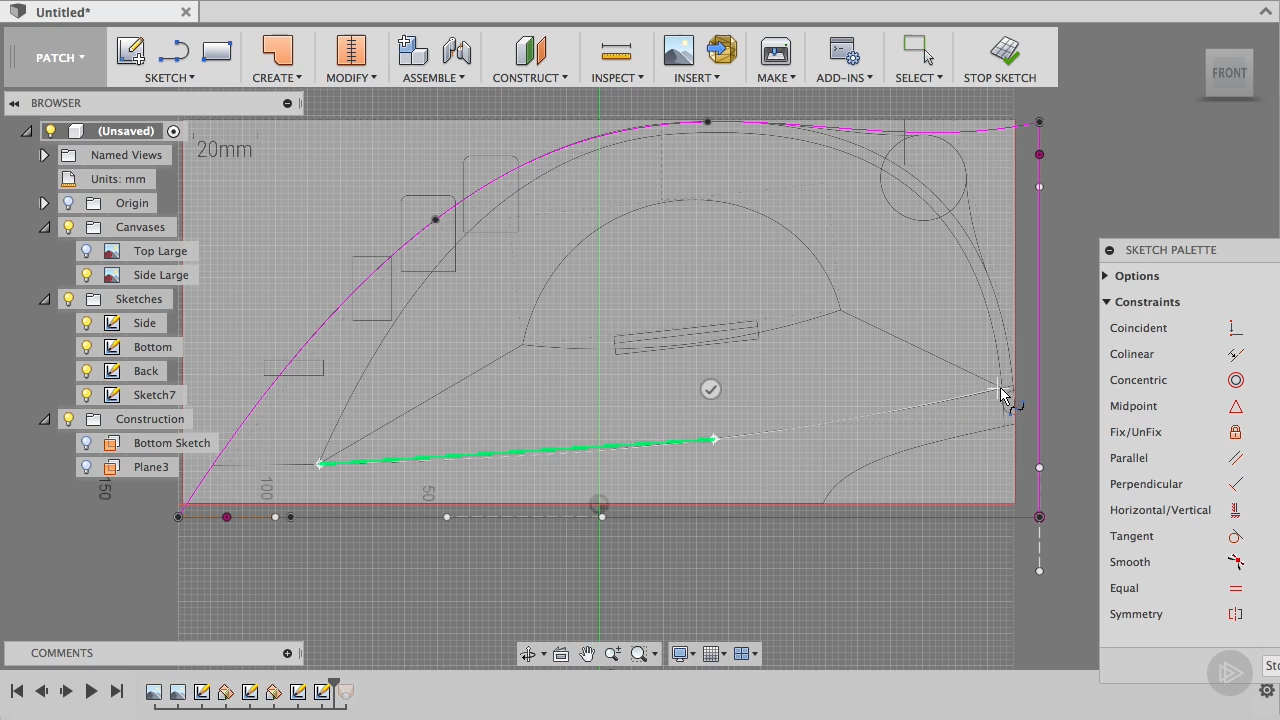 Untitled*
PATCH
SKETCH
CREATE
MODIFY
ASSEMBLE
CONSTRUCT
INSPECT
INSERT
MAKE
ADD-INS
SELECT
STOP SKETCH
FRONT
BROWSER
(Unsaved)
Named Views
Units: mm
Origin
Canvases
Top Large
Side Large
Sketches
Side
Bottom
Back
Sketch7
Construction
Bottom Sketch
Plane3
20mm
150
100
50
SKETCH PALETTE
Options
Constraints
Coincident
Colinear
Concentric
Midpoint
Fix/UnFix
Parallel
Perpendicular
Horizontal/Vertical
Tangent
Smooth
Equal
Symmetry
Sto
COMMENTS